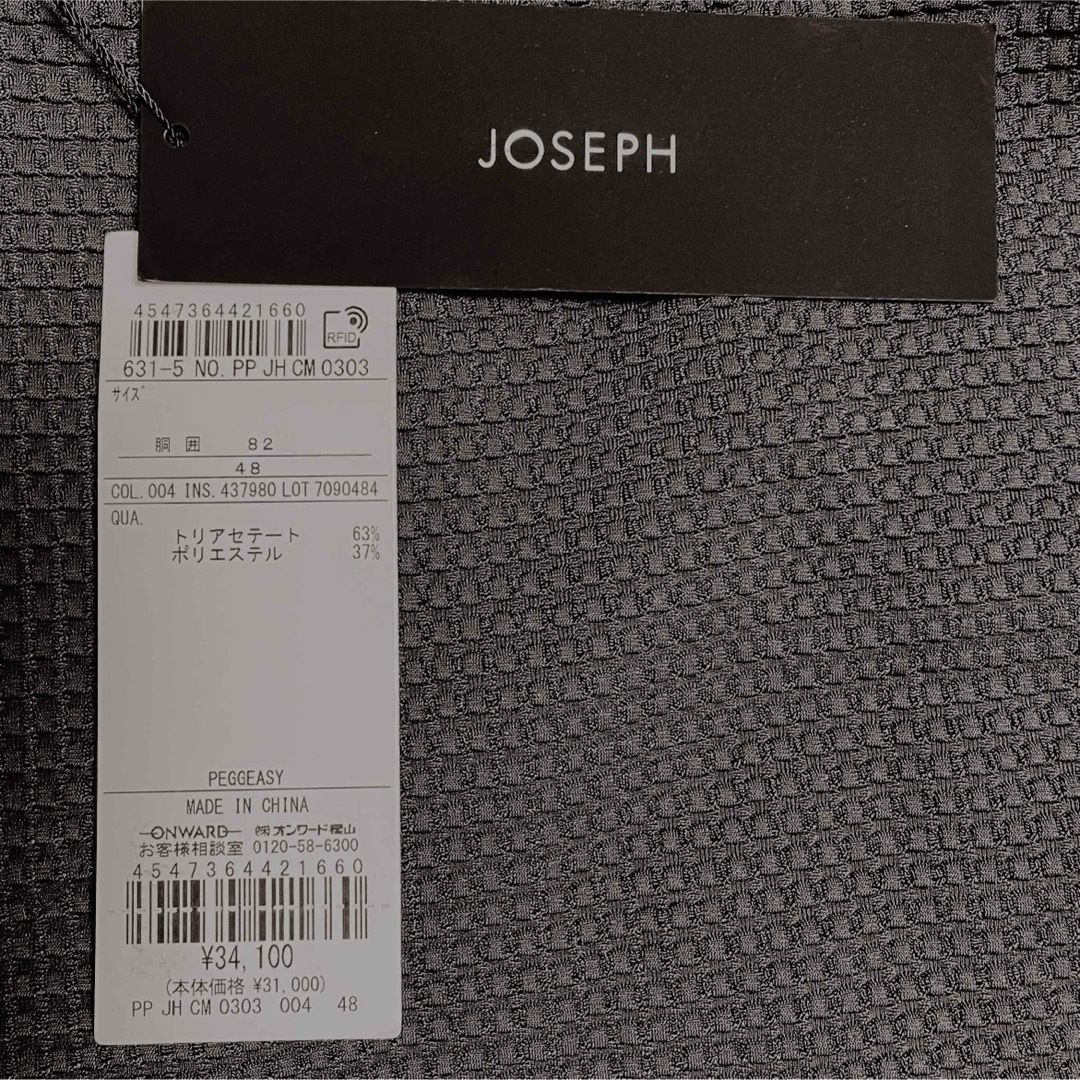 JOSEPH
4547364421660
RFID
631-5 NO. PP JH CM 0303
サイズ
胴 囲 82
48
COL. 004 INS. 437980 LOT 7090484
QUA.
トリアセテート 63%
ポリエステル 37%
PEGGEASY
MADE IN CHINA
ONWARD ㈱オンワード樫山
お客様相談室 0120-58-6300
4547364421660
¥34,100
(本体価格 ¥31,000)
PP JH CM 0303 004 48